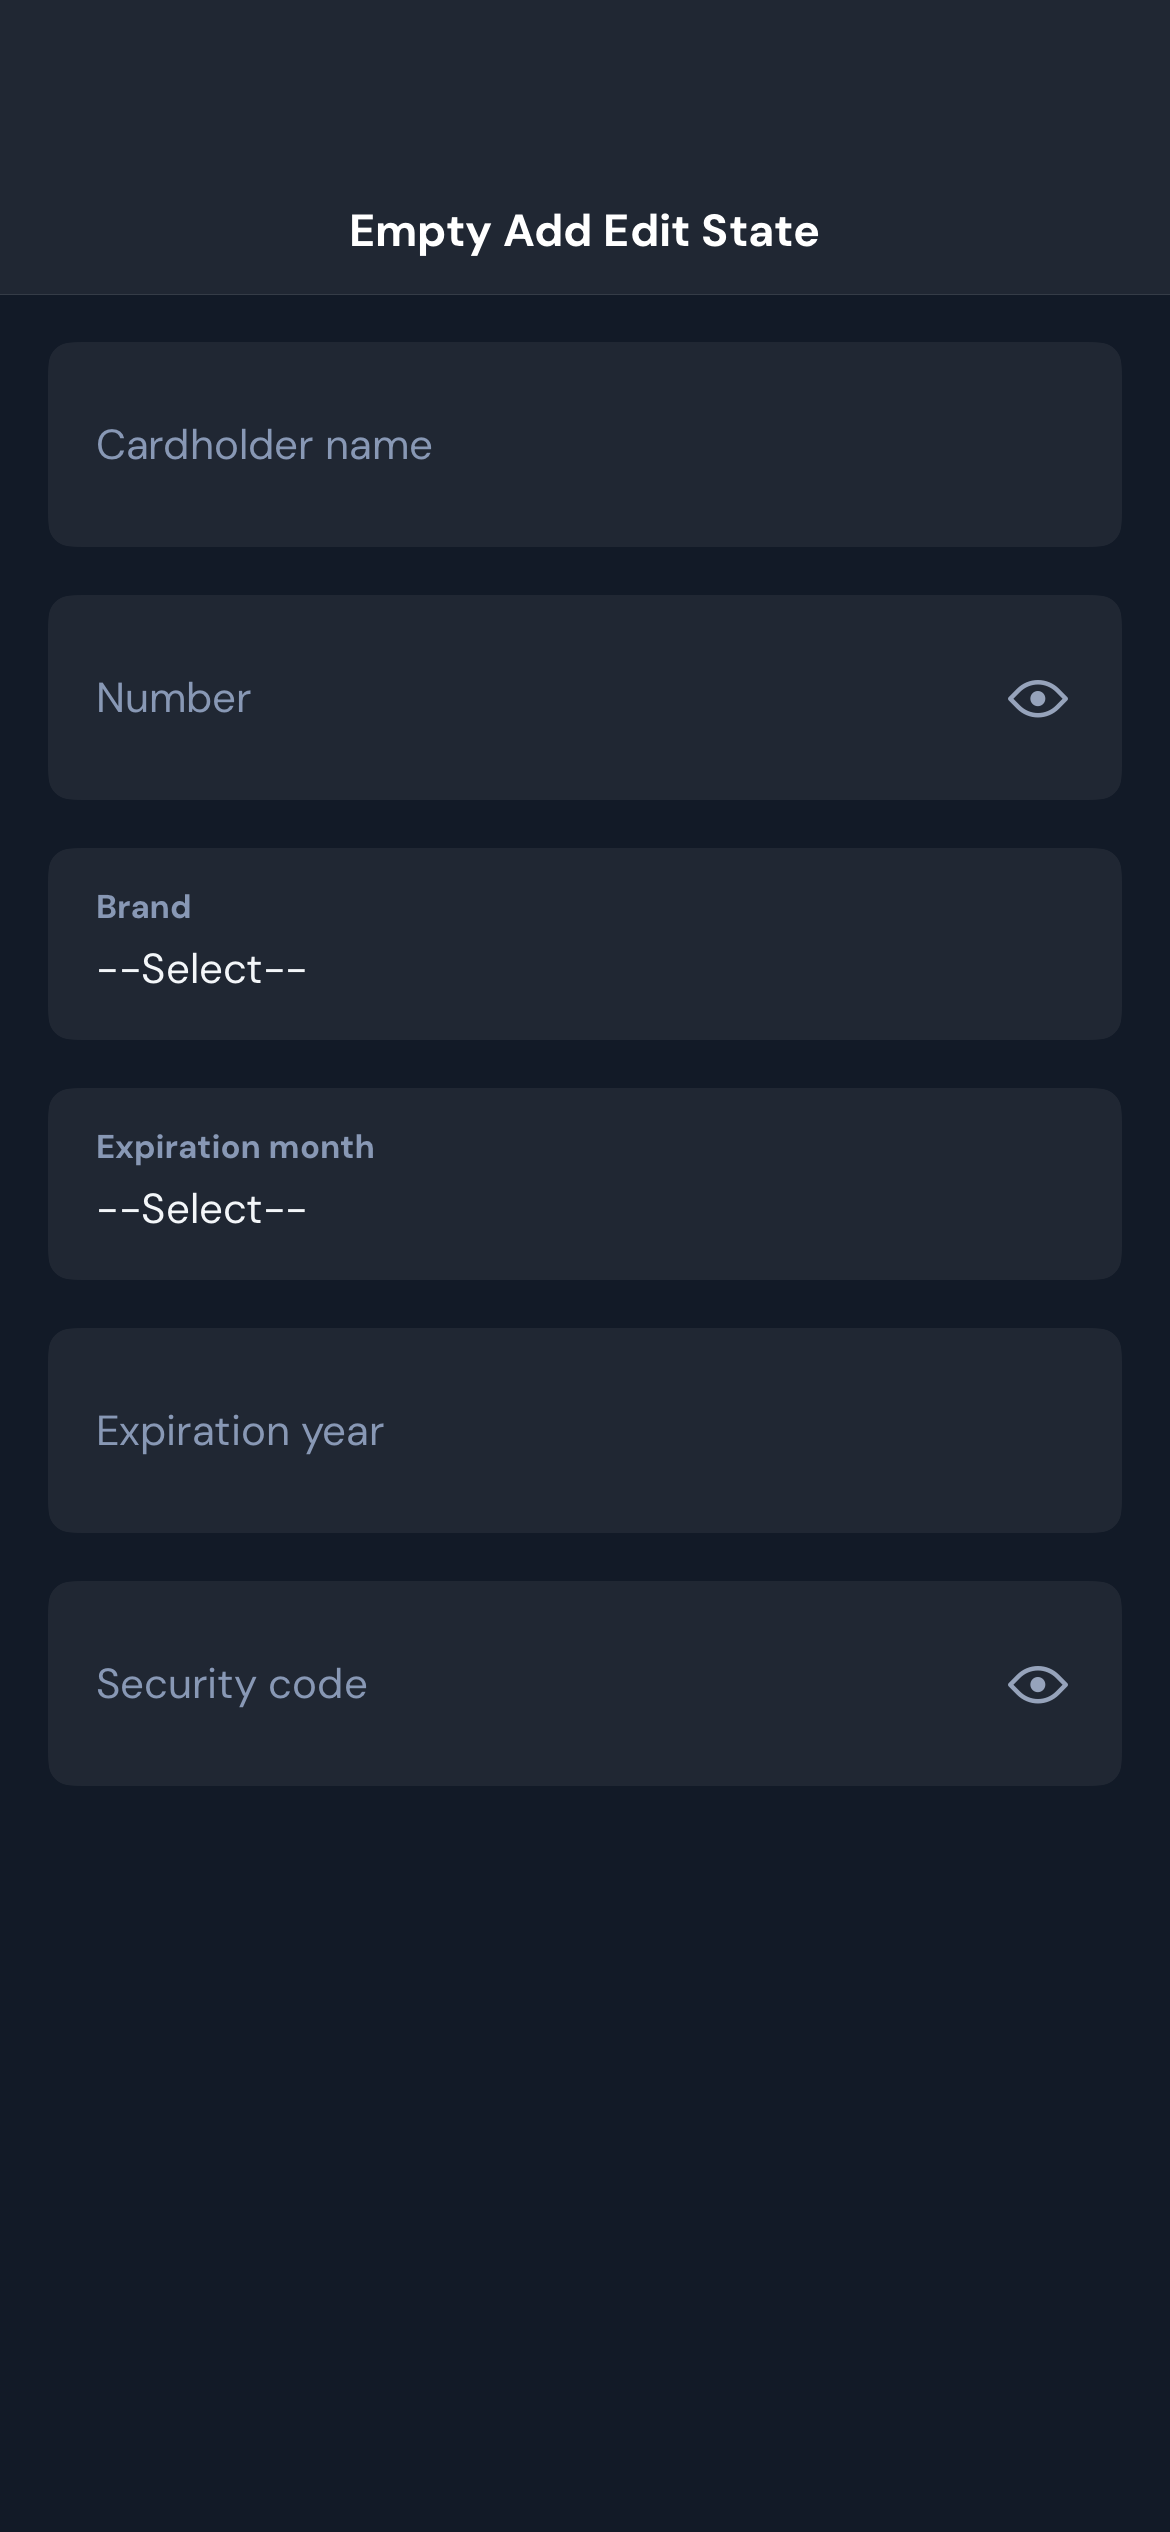 Empty Add Edit State
Cardholder name
Number
Brand
--Select--
Expiration month
--Select--
Expiration year
Security code